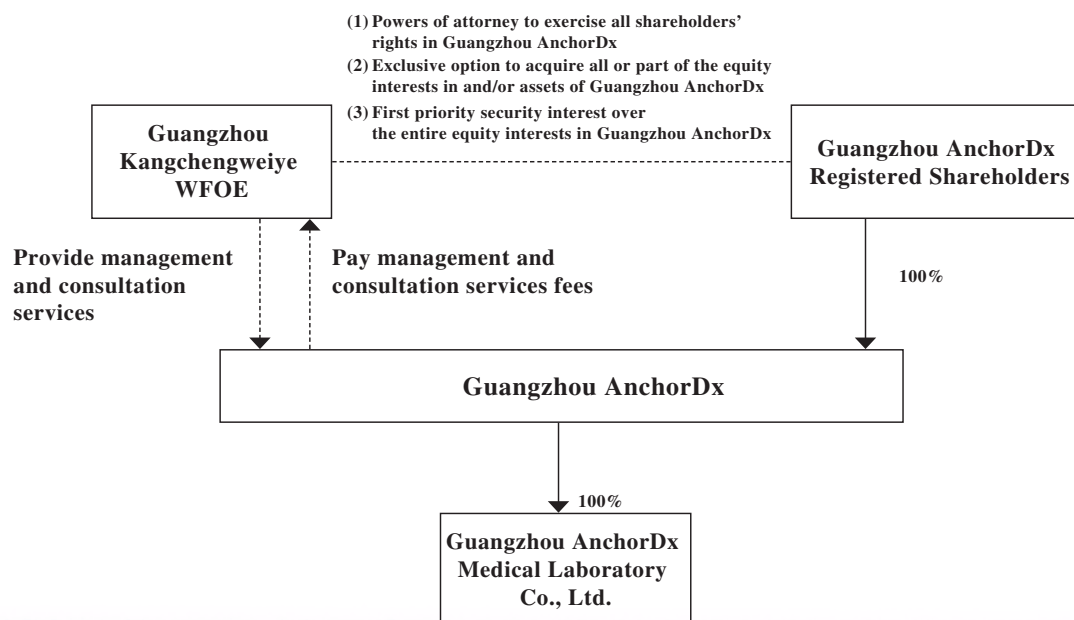 (1) Powers of attorney to exercise all shareholders’
rights in Guangzhou AnchorDx
(2) Exclusive option to acquire all or part of the equity
interests in and/or assets of Guangzhou AnchorDx
(3) First priority security interest over
the entire equity interests in Guangzhou AnchorDx
Guangzhou
Kangchengweiye
WFOE
Guangzhou AnchorDx
Registered Shareholders
Provide management
and consultation
services
Pay management and
consultation services fees
100%
Guangzhou AnchorDx
100%
Guangzhou AnchorDx
Medical Laboratory
Co., Ltd.